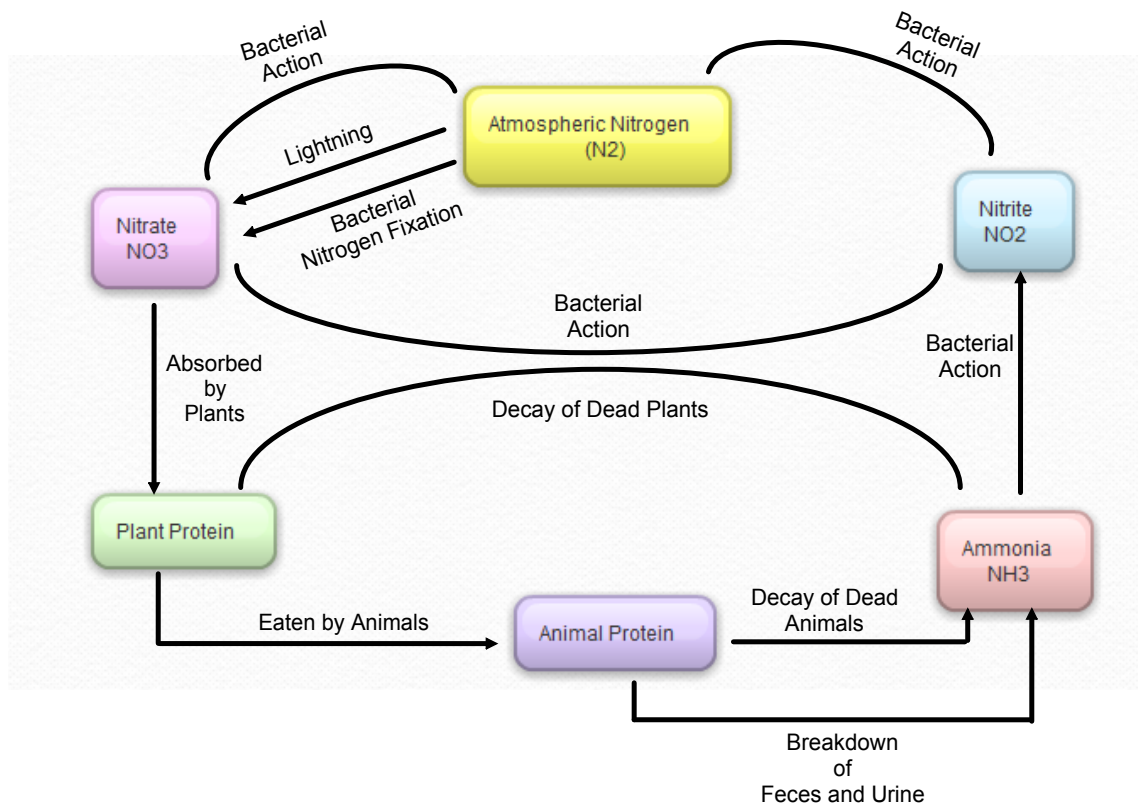 Bacterial
Action
Bacterial
Action
Atmospheric Nitrogen
(N2)
Lightning
Bacterial
Nitrogen Fixation
Nitrate
NO3
Nitrite
NO2
Bacterial
Action
Absorbed
by
Plants
Bacterial
Action
Decay of Dead Plants
Plant Protein
Ammonia
NH3
Eaten by Animals
Animal Protein
Decay of Dead
Animals
Breakdown
of
Feces and Urine